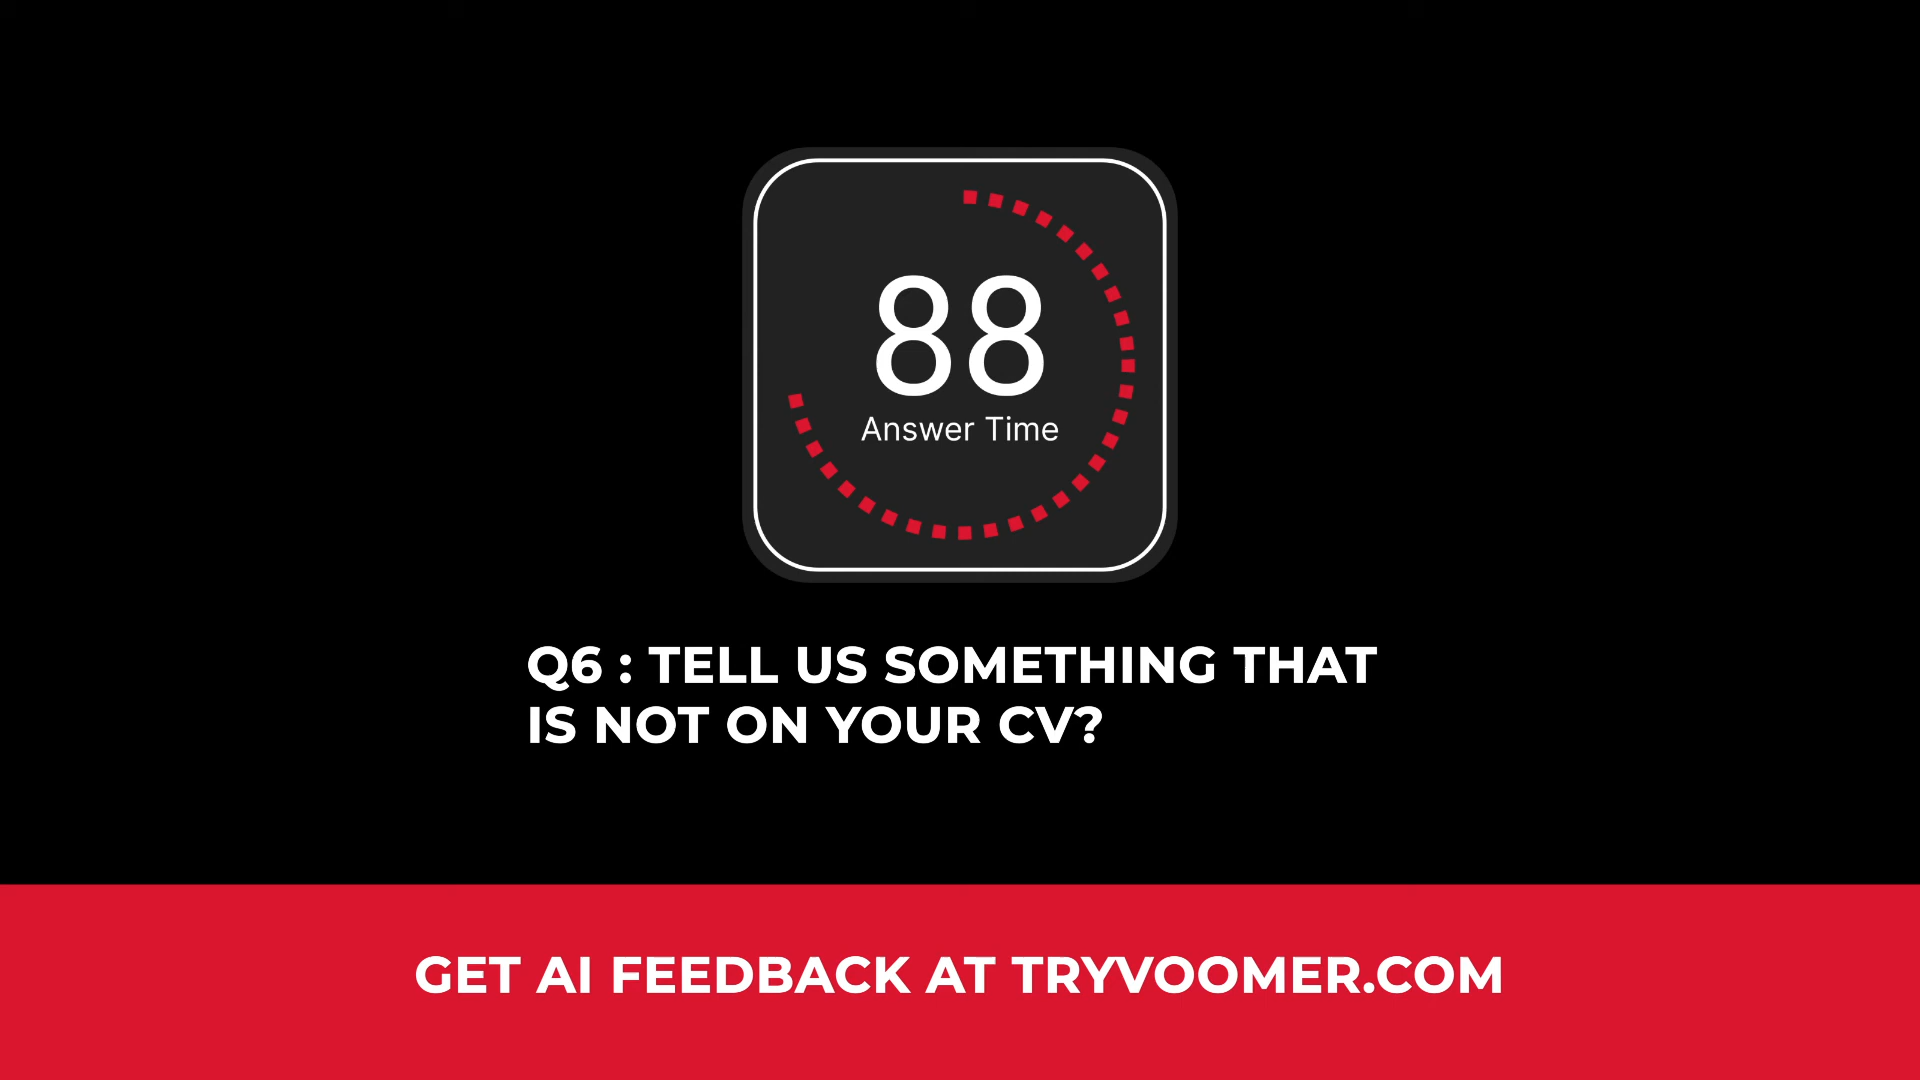 88
Answer Time
Q6 : TELL US SOMETHING THAT
IS NOT ON YOUR CV?
GET AI FEEDBACK AT TRYVOOMER.COM